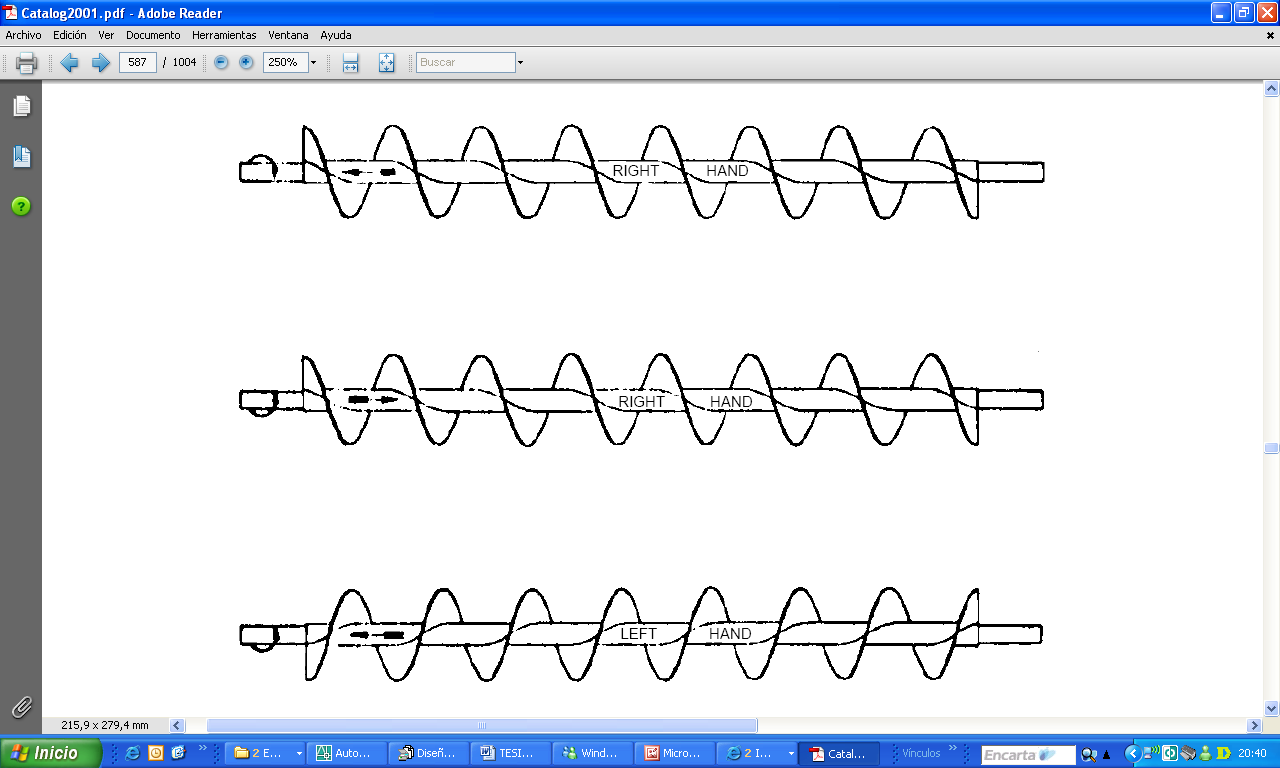 Catalog2001.pdf - Adobe Reader
Archivo Edición Ver Documento Herramientas Ventana Ayuda
587 / 1004 250% Buscar
RIGHT HAND
RIGHT HAND
LEFT HAND
215,9 x 279,4 mm
Inicio 2 E... Auto... Diseñ... TESI... Wind... Micro... 2 I... Catal... Vínculos Encarta 20:40